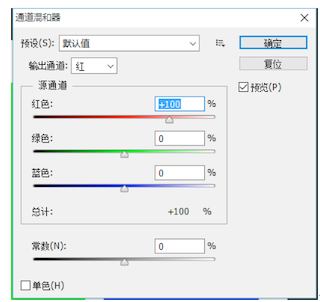 通道混和器
预设(S): 默认值
确定
输出通道: 红
复位
源通道
预览(P)
红色: +100 %
绿色: 0 %
蓝色: 0 %
总计: +100 %
常数(N): 0 %
单色(H)